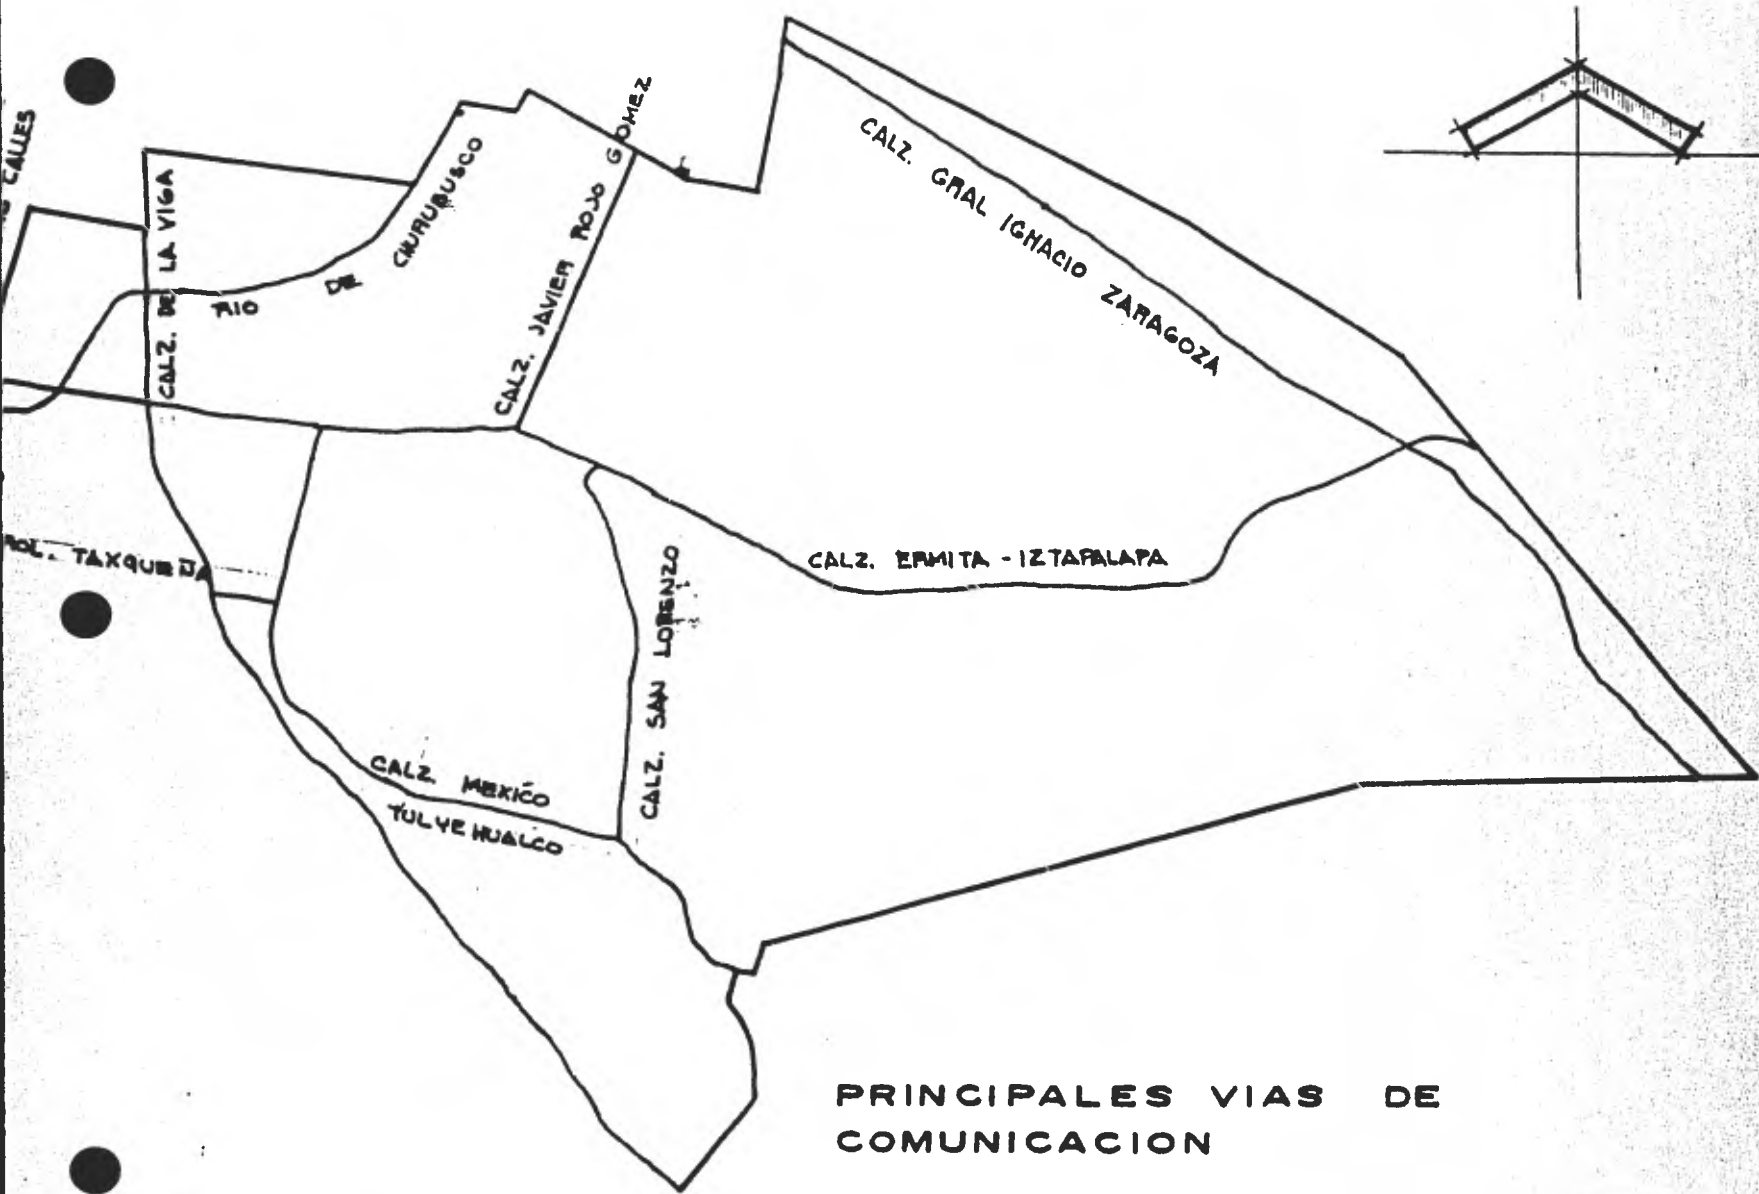 CALLES
CALZ. DE LA VIGA
RIO DE CHURUBUSCO
CALZ. JAVIER ROJO GOMEZ
CALZ. GRAL IGNACIO ZARAGOZA
TAXQUEÑA
CALZ. ERMITA - IZTAPALAPA
CALZ. SAN LORENZO
CALZ. MEXICO
TULYEHUALCO
PRINCIPALES VIAS DE
COMUNICACION